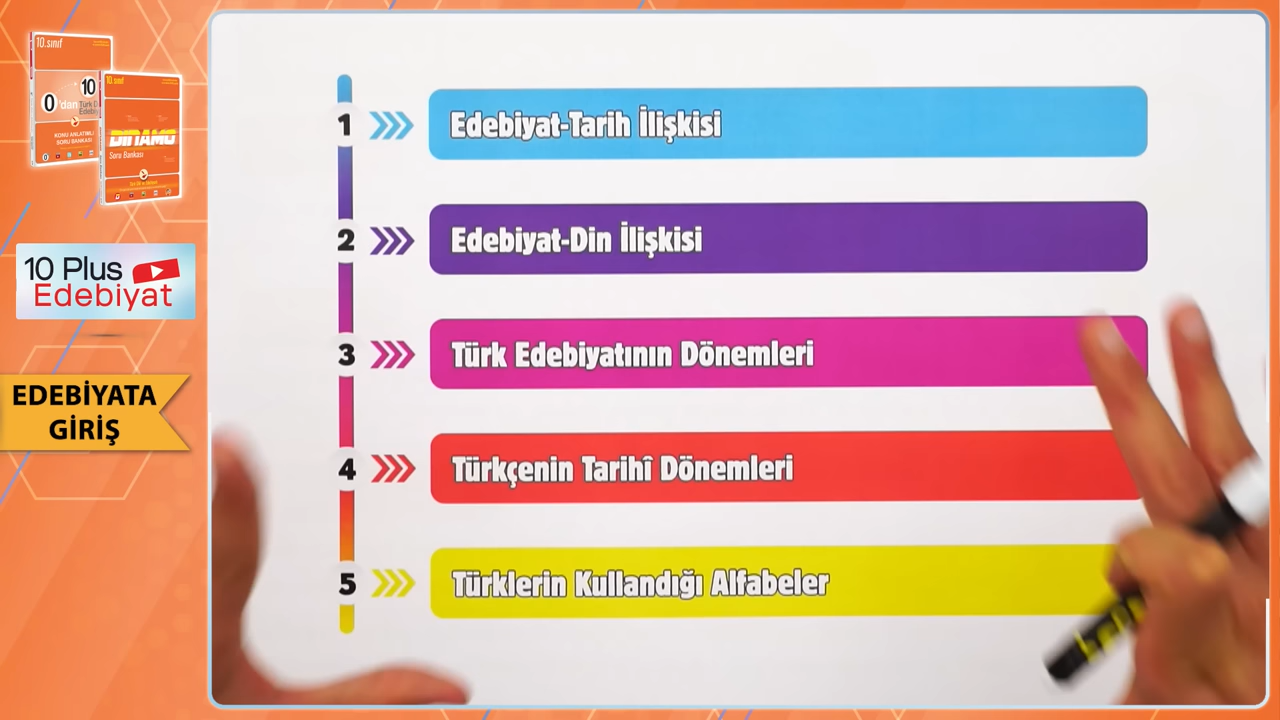 10. sınıf
0'dan 10
KONU ANLATIMLI
SORU BANKASI
10. sınıf
DİNAMO
Soru Bankası
10 Plus
Edebiyat
EDEBİYATA
GİRİŞ
1 Edebiyat-Tarih İlişkisi
2 Edebiyat-Din İlişkisi
3 Türk Edebiyatının Dönemleri
4 Türkçenin Tarihî Dönemleri
5 Türklerin Kullandığı Alfabeler